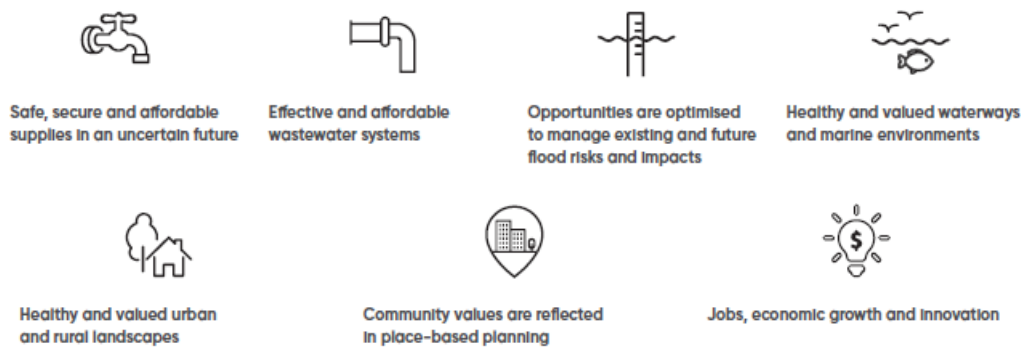 Safe, secure and affordable
supplies in an uncertain future
Effective and affordable
wastewater systems
Opportunities are optimised
to manage existing and future
flood risks and impacts
Healthy and valued waterways
and marine environments
Healthy and valued urban
and rural landscapes
Community values are reflected
in place-based planning
$
Jobs, economic growth and innovation